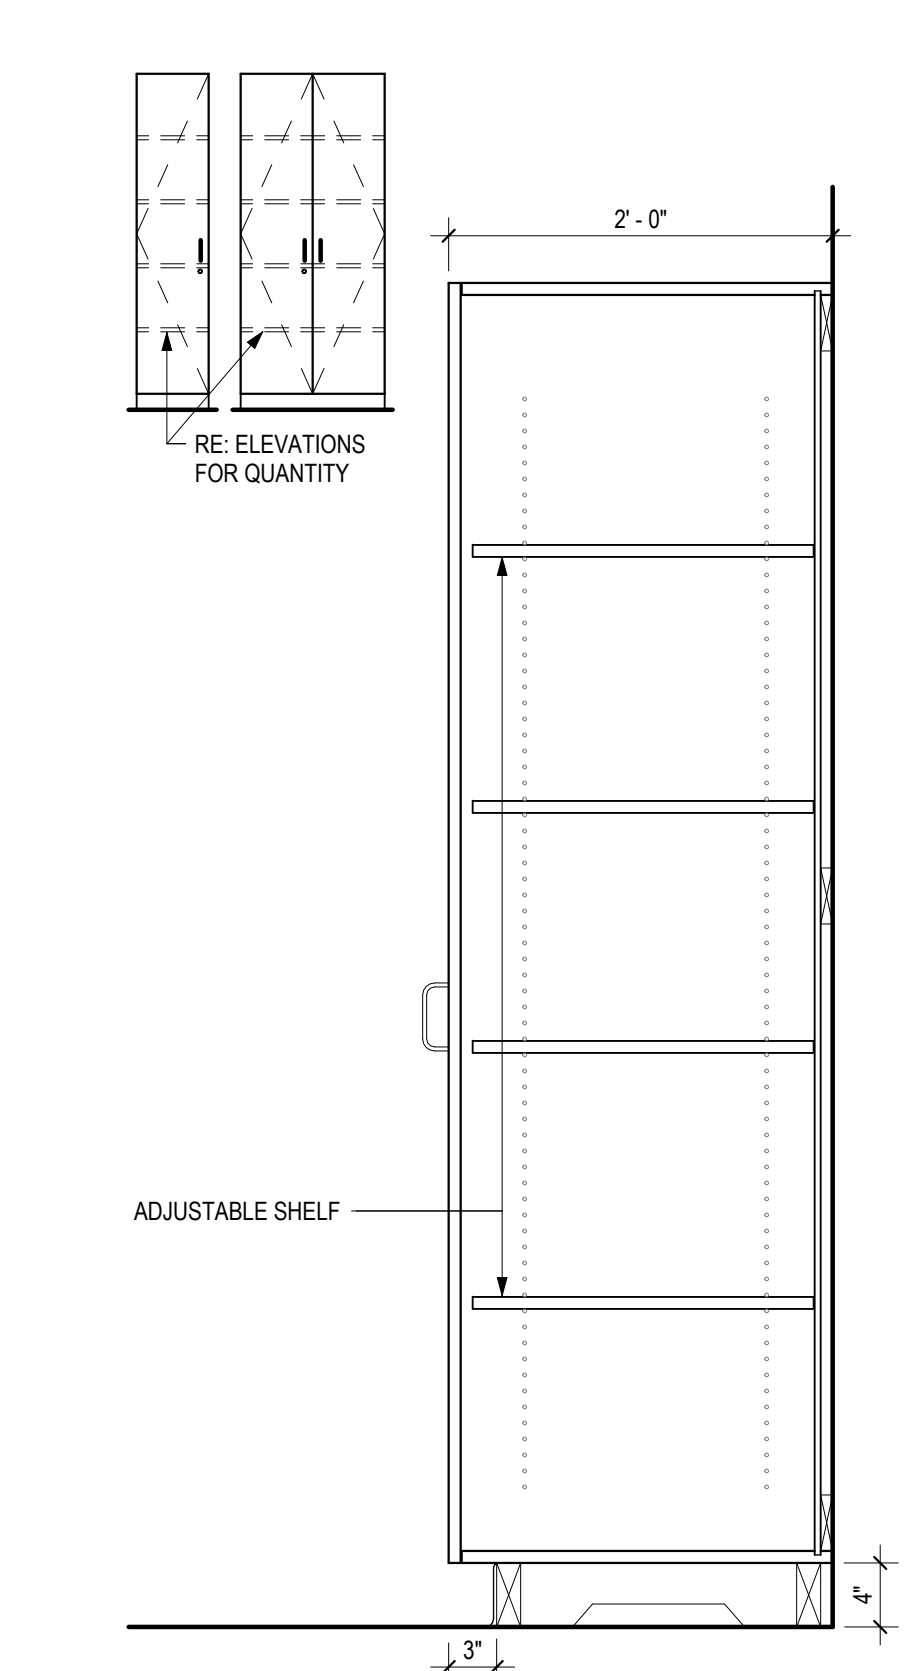 2' - 0"
RE: ELEVATIONS
FOR QUANTITY
ADJUSTABLE SHELF
4"
3"